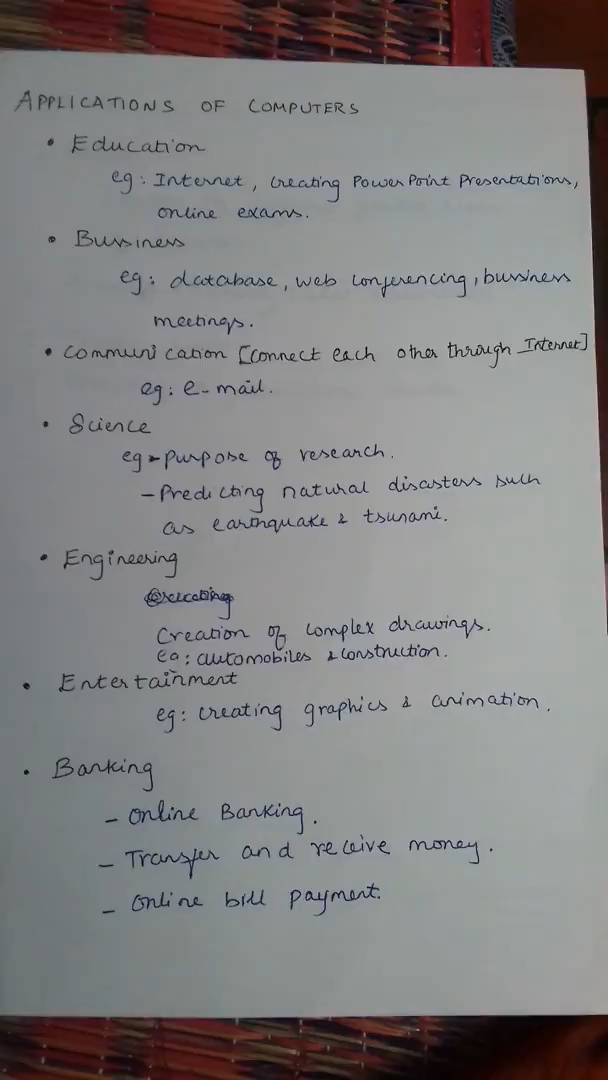 APPLICATIONS OF COMPUTERS
• Education
eg: Internet, Creating PowerPoint Presentations,
online exams.
• Bussiness
eg: database, web conferencing, bussiness
meetings.
• Communication [connect each other through Internet]
eg: e-mail.
• Science
eg - purpose of research.
- Predicting natural disasters such
as earthquake & tsunami.
• Engineering
Creation of complex drawings.
eg: automobiles & construction.
• Entertainment
eg: creating graphics & animation.
• Banking
- Online Banking.
- Transfer and receive money.
- Online bill payment.